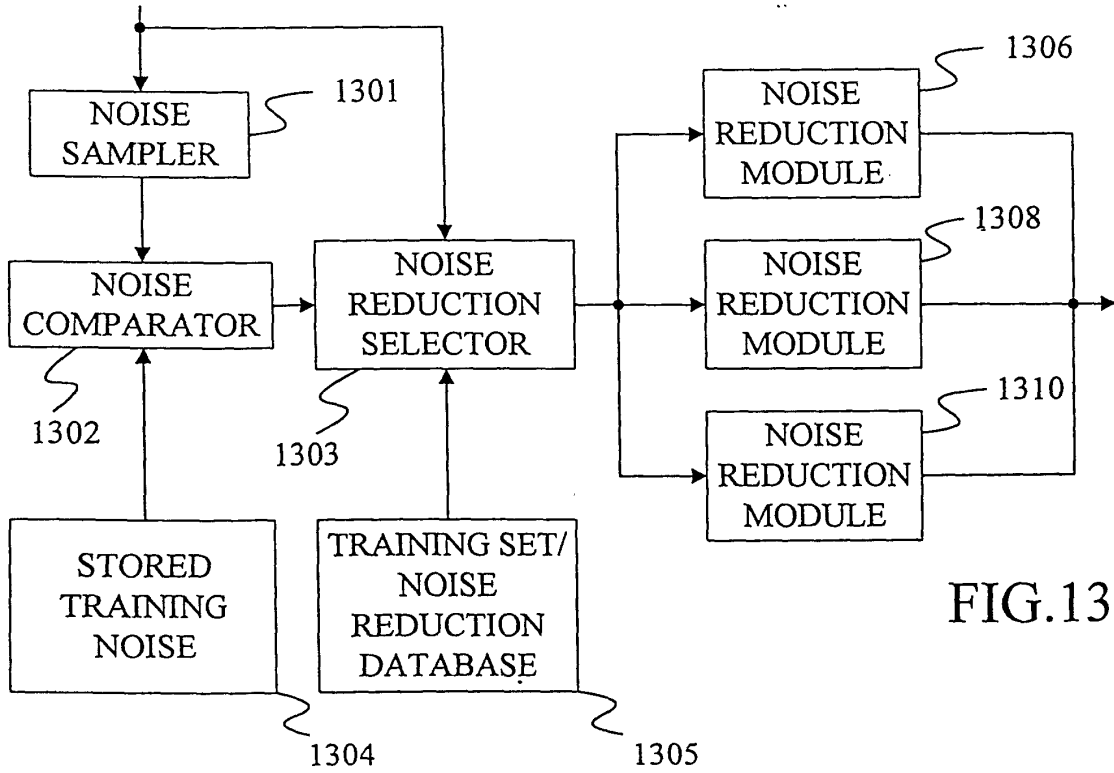 1301
NOISE
SAMPLER
1306
NOISE
REDUCTION
MODULE
1308
NOISE
REDUCTION
MODULE
NOISE
COMPARATOR
1302
NOISE
REDUCTION
SELECTOR
1303
1310
NOISE
REDUCTION
MODULE
STORED
TRAINING
NOISE
1304
TRAINING SET/
NOISE
REDUCTION
DATABASE
1305
FIG.13